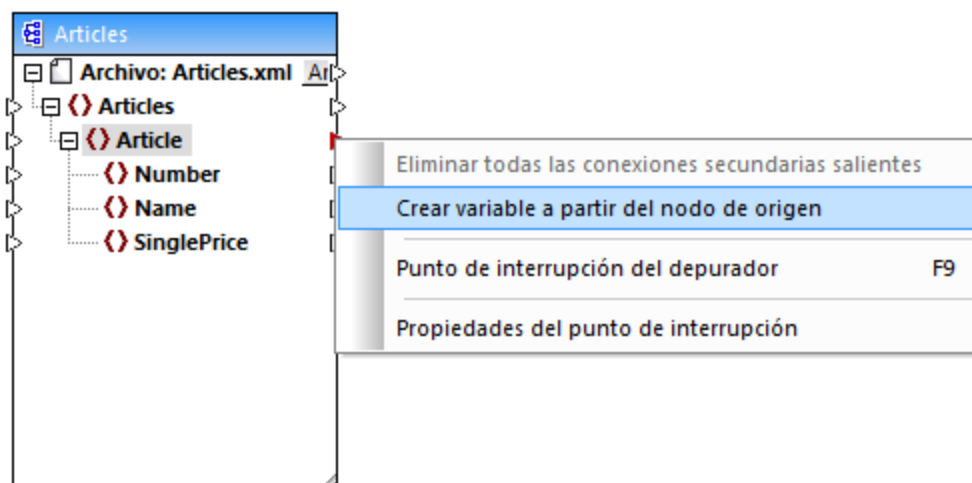 Articles
Archivo: Articles.xml
Articles
Article
Number
Name
SinglePrice
Eliminar todas las conexiones secundarias salientes
Crear variable a partir del nodo de origen
Punto de interrupción del depurador F9
Propiedades del punto de interrupción